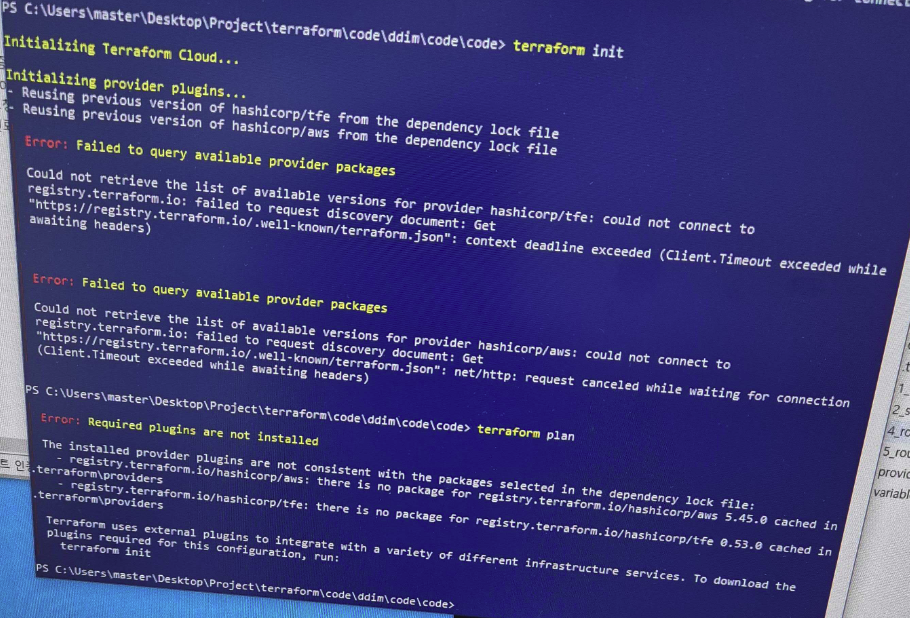 PS C:\Users\master\Desktop\Project\terraform\code\ddim\code\code> terraform init
Initializing Terraform Cloud...
Initializing provider plugins...
- Reusing previous version of hashicorp/tfe from the dependency lock file
- Reusing previous version of hashicorp/aws from the dependency lock file
Error: Failed to query available provider packages
Could not retrieve the list of available versions for provider hashicorp/tfe: could not connect to
registry.terraform.io: failed to request discovery document: Get
"https://registry.terraform.io/.well-known/terraform.json": context deadline exceeded (Client.Timeout exceeded while
awaiting headers)
Error: Failed to query available provider packages
Could not retrieve the list of available versions for provider hashicorp/aws: could not connect to
registry.terraform.io: failed to request discovery document: Get
"https://registry.terraform.io/.well-known/terraform.json": net/http: request canceled while waiting for connection
(Client.Timeout exceeded while awaiting headers)
PS C:\Users\master\Desktop\Project\terraform\code\ddim\code\code> terraform plan
Error: Required plugins are not installed
The installed provider plugins are not consistent with the packages selected in the dependency lock file:
- registry.terraform.io/hashicorp/aws: there is no package for registry.terraform.io/hashicorp/aws 5.45.0 cached in
.terraform\providers
- registry.terraform.io/hashicorp/tfe: there is no package for registry.terraform.io/hashicorp/tfe 0.53.0 cached in
.terraform\providers
Terraform uses external plugins to integrate with a variety of different infrastructure services. To download the
plugins required for this configuration, run:
terraform init
PS C:\Users\master\Desktop\Project\terraform\code\ddim\code\code>
1_
2_s
4_ro
5_rou
provid
variabl